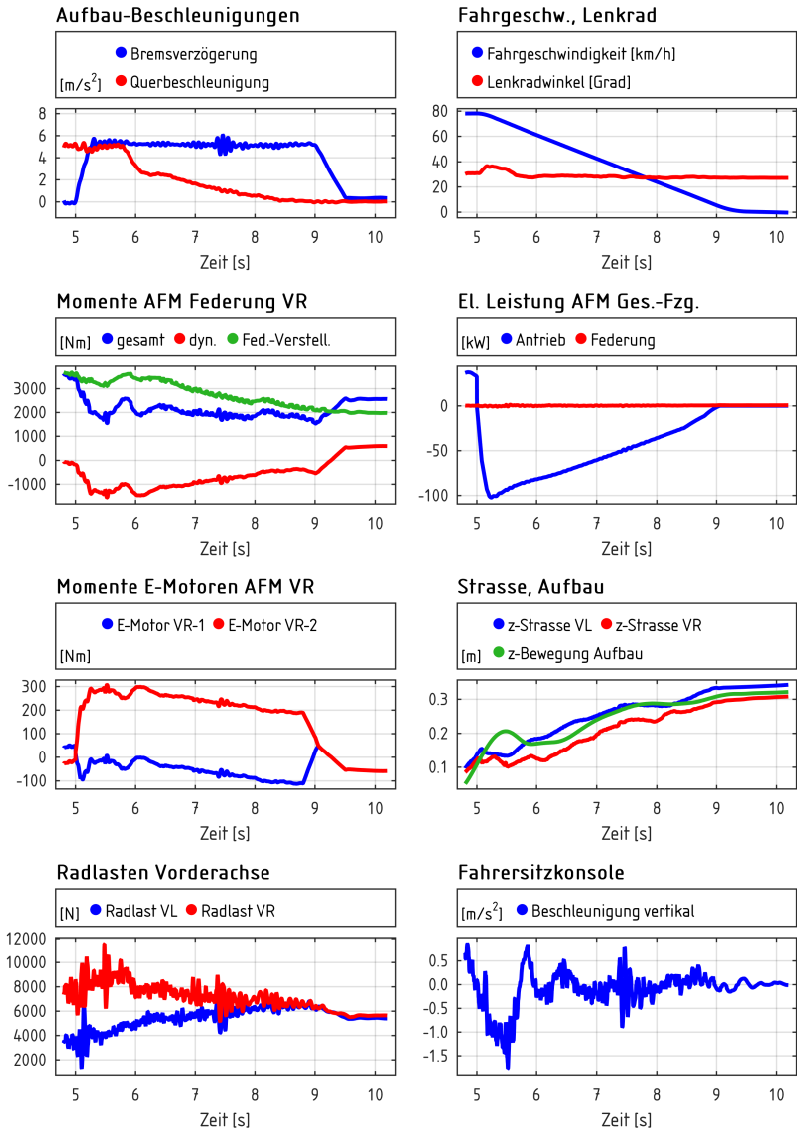 Aufbau-Beschleunigungen
Bremsverzögerung
[m/s²] Querbeschleunigung
8
6
4
2
0
5 6 7 8 9 10
Zeit [s]
Fahrgeschw., Lenkrad
Fahrgeschwindigkeit [km/h]
Lenkradwinkel [Grad]
80
60
40
20
0
5 6 7 8 9 10
Zeit [s]
Momente AFM Federung VR
[Nm] gesamt dyn. Fed.-Verstell.
3000
2000
1000
0
-1000
5 6 7 8 9 10
Zeit [s]
El. Leistung AFM Ges.-Fzg.
[kW] Antrieb Federung
0
-50
-100
5 6 7 8 9 10
Zeit [s]
Momente E-Motoren AFM VR
E-Motor VR-1 E-Motor VR-2
[Nm]
300
200
100
0
-100
5 6 7 8 9 10
Zeit [s]
Strasse, Aufbau
z-Strasse VL z-Strasse VR
[m] z-Bewegung Aufbau
0.3
0.2
0.1
5 6 7 8 9 10
Zeit [s]
Radlasten Vorderachse
[N] Radlast VL Radlast VR
12000
10000
8000
6000
4000
2000
5 6 7 8 9 10
Zeit [s]
Fahrersitzkonsole
[m/s²] Beschleunigung vertikal
0.5
0.0
-0.5
-1.0
-1.5
5 6 7 8 9 10
Zeit [s]